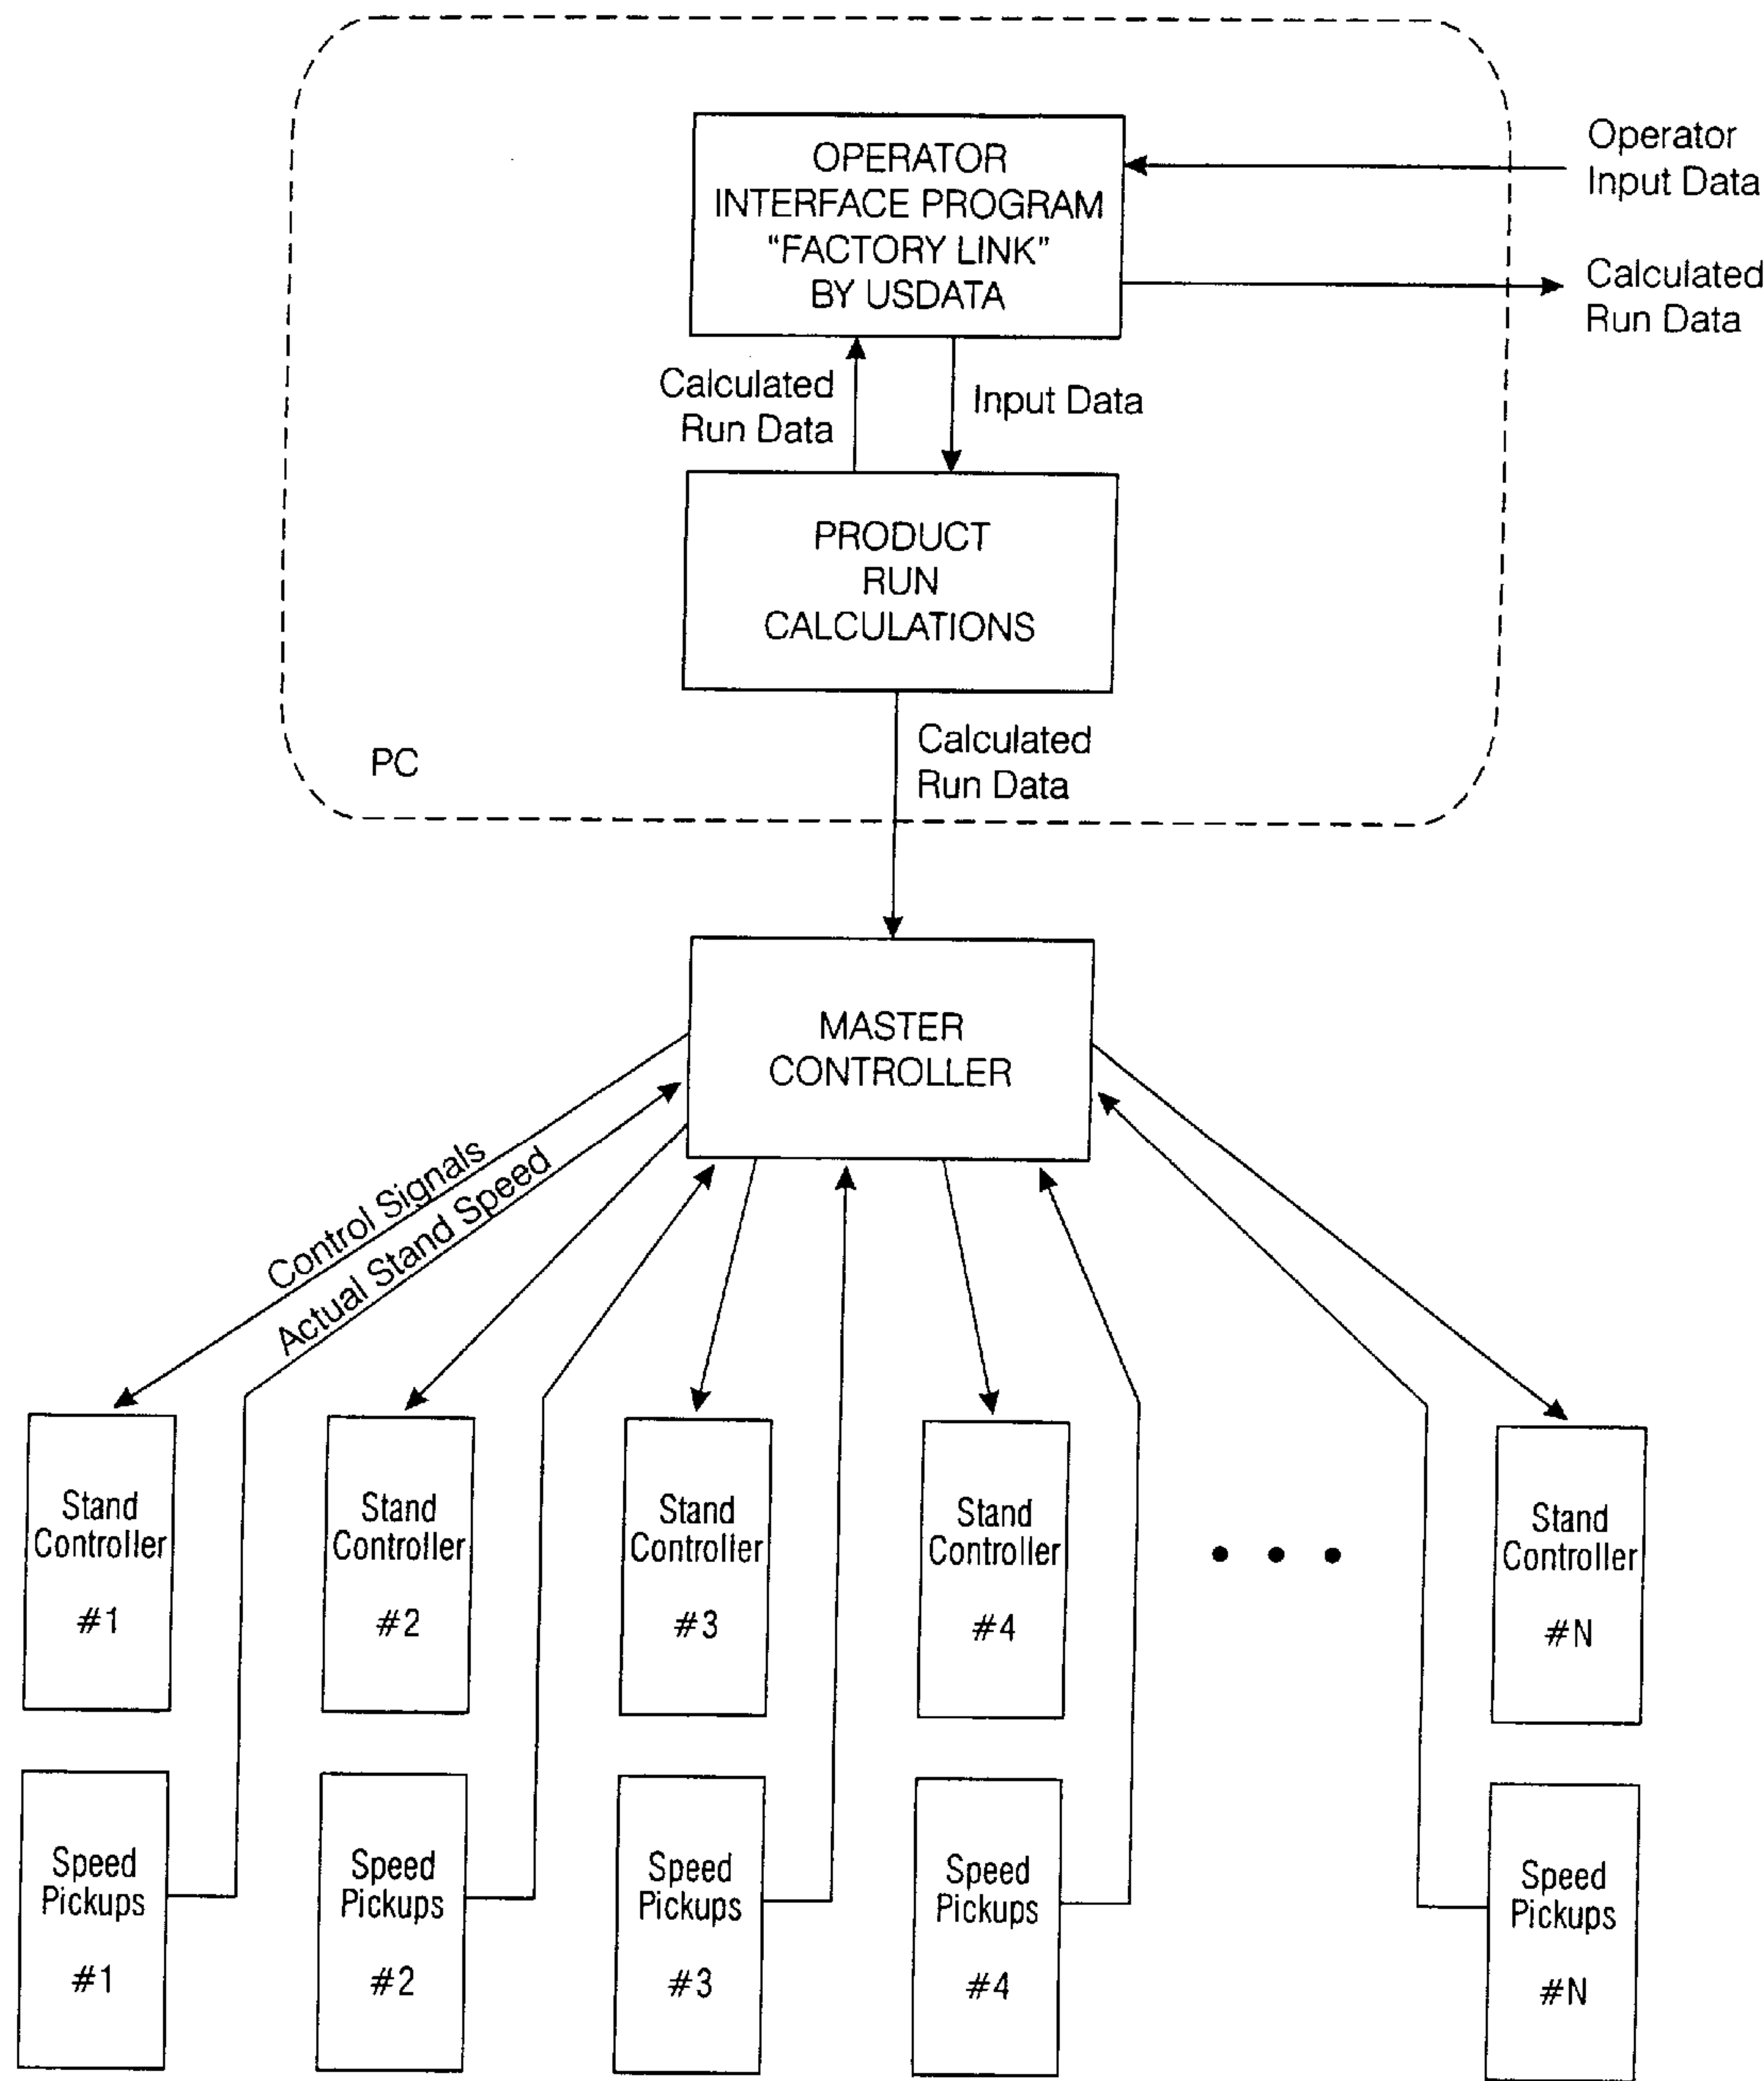 OPERATOR
INTERFACE PROGRAM
"FACTORY LINK"
BY USDATA
Operator
Input Data
Calculated
Run Data
Calculated
Run Data
Input Data
PRODUCT
RUN
CALCULATIONS
PC
Calculated
Run Data
MASTER
CONTROLLER
Control Signals
Actual Stand Speed
Stand
Controller
#1
Stand
Controller
#2
Stand
Controller
#3
Stand
Controller
#4
Stand
Controller
#N
Speed
Pickups
#1
Speed
Pickups
#2
Speed
Pickups
#3
Speed
Pickups
#4
Speed
Pickups
#N